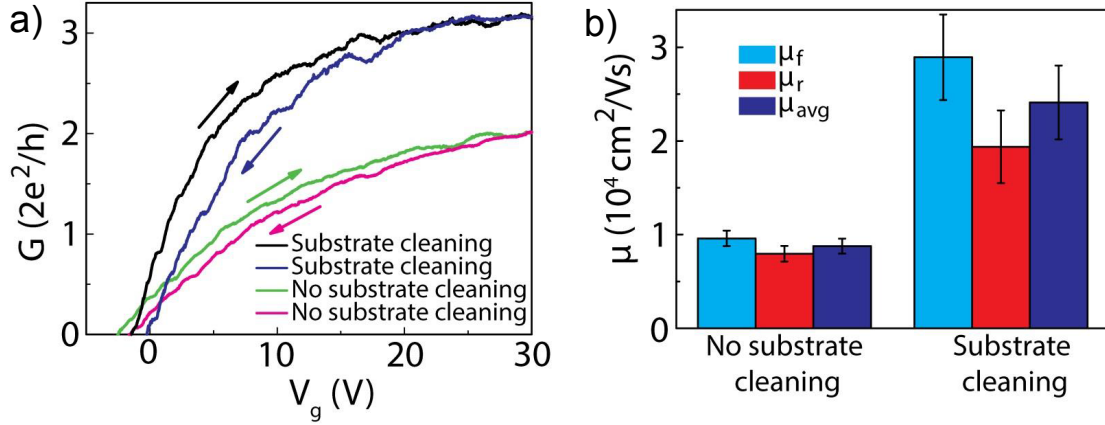 a)
G (2e²/h)
3
2
1
0
0
10
20
30
V_g (V)
Substrate cleaning
Substrate cleaning
No substrate cleaning
No substrate cleaning
b)
μ (10⁴ cm²/Vs)
3
2
1
0
μ_f
μ_r
μ_avg
No substrate
cleaning
Substrate
cleaning